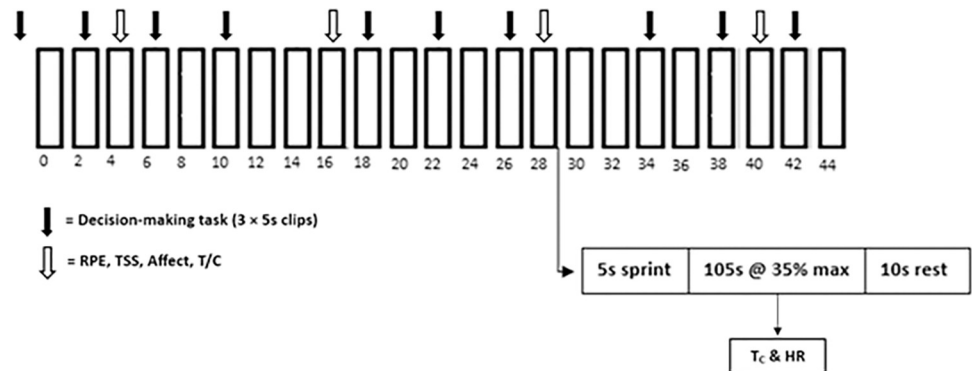 0 2 4 6 8 10 12 14 16 18 20 22 24 26 28 30 32 34 36 38 40 42 44
= Decision-making task (3 × 5s clips)
= RPE, TSS, Affect, T/C
5s sprint 105s @ 35% max 10s rest
Tc & HR